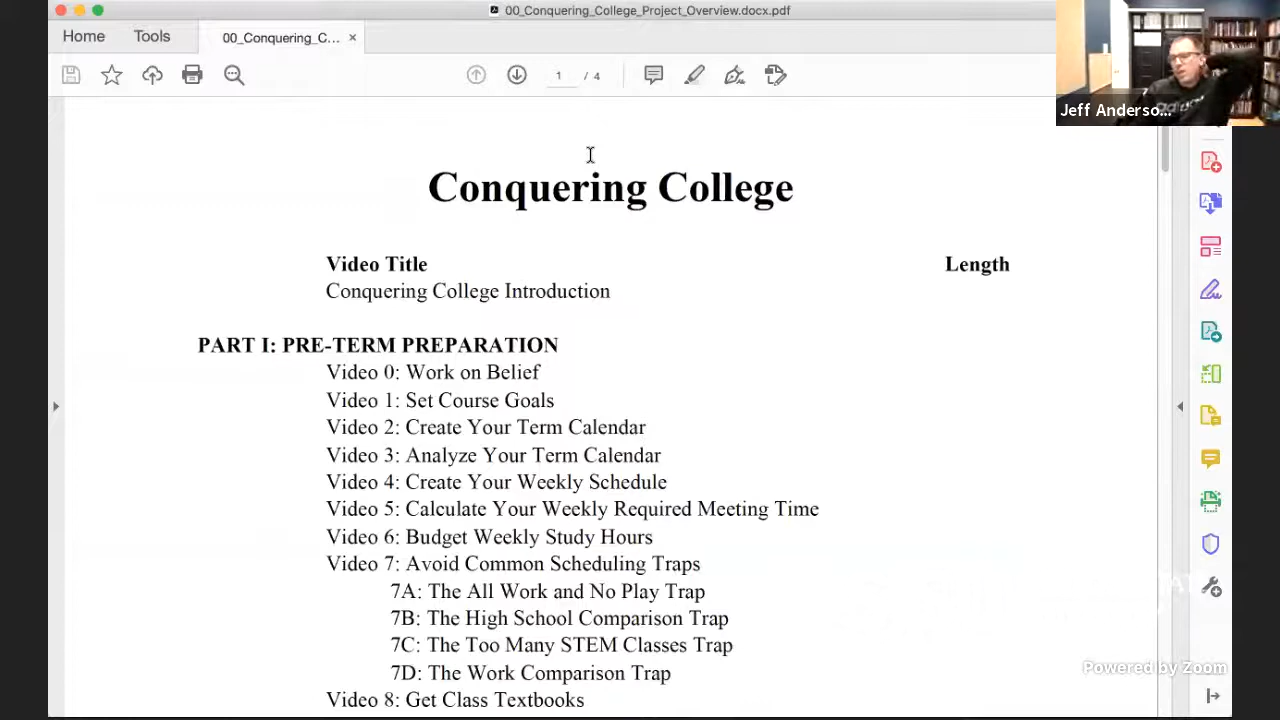 00_Conquering_College_Project_Overview.docx.pdf
Home Tools 00_Conquering_C... ×
1 / 4
Jeff Anderso...
Conquering College
Video Title Length
Conquering College Introduction
PART I: PRE-TERM PREPARATION
Video 0: Work on Belief
Video 1: Set Course Goals
Video 2: Create Your Term Calendar
Video 3: Analyze Your Term Calendar
Video 4: Create Your Weekly Schedule
Video 5: Calculate Your Weekly Required Meeting Time
Video 6: Budget Weekly Study Hours
Video 7: Avoid Common Scheduling Traps
7A: The All Work and No Play Trap
7B: The High School Comparison Trap
7C: The Too Many STEM Classes Trap
7D: The Work Comparison Trap
Powered by Zoom
Video 8: Get Class Textbooks